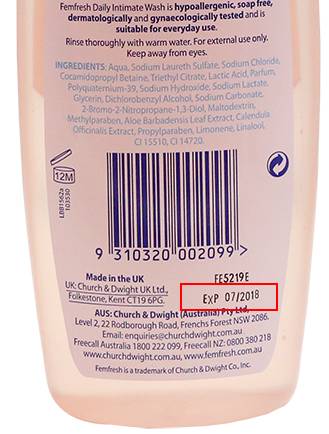 Femfresh Daily Intimate Wash is hypoallergenic, soap free,
dermatologically and gynaecologically tested and is
suitable for everyday use.
Rinse thoroughly with warm water. For external use only.
Keep away from eyes.
INGREDIENTS: Aqua, Sodium Laureth Sulfate, Sodium Chloride,
Cocamidopropyl Betaine, Triethyl Citrate, Lactic Acid, Parfum,
Polyquaternium-39, Sodium Hydroxide, Sodium Lactate,
Glycerin, Dichlorobenzyl Alcohol, Sodium Carbonate,
2-Bromo-2-Nitropropane-1,3-Diol, Maltodextrin,
Methylparaben, Aloe Barbadensis Leaf Extract, Calendula
Officinalis Extract, Propylparaben, Limonene, Linalool,
CI 15510, CI 14720.
12M
LBB1562a
103530
9 310320 002099 >
Made in the UK
UK: Church & Dwight UK Ltd.,
Folkestone, Kent CT19 6PG.
FE5219E
EXP 07/2018
AUS: Church & Dwight (Australia) Pty Ltd,
Level 2, 22 Rodborough Road, Frenchs Forest NSW 2086.
Email: enquiries@churchdwight.com.au
Freecall Australia 1800 222 099, Freecall NZ: 0800 380 218
www.churchdwight.com.au, www.femfresh.com.au
Femfresh is a trademark of Church & Dwight Co., Inc.